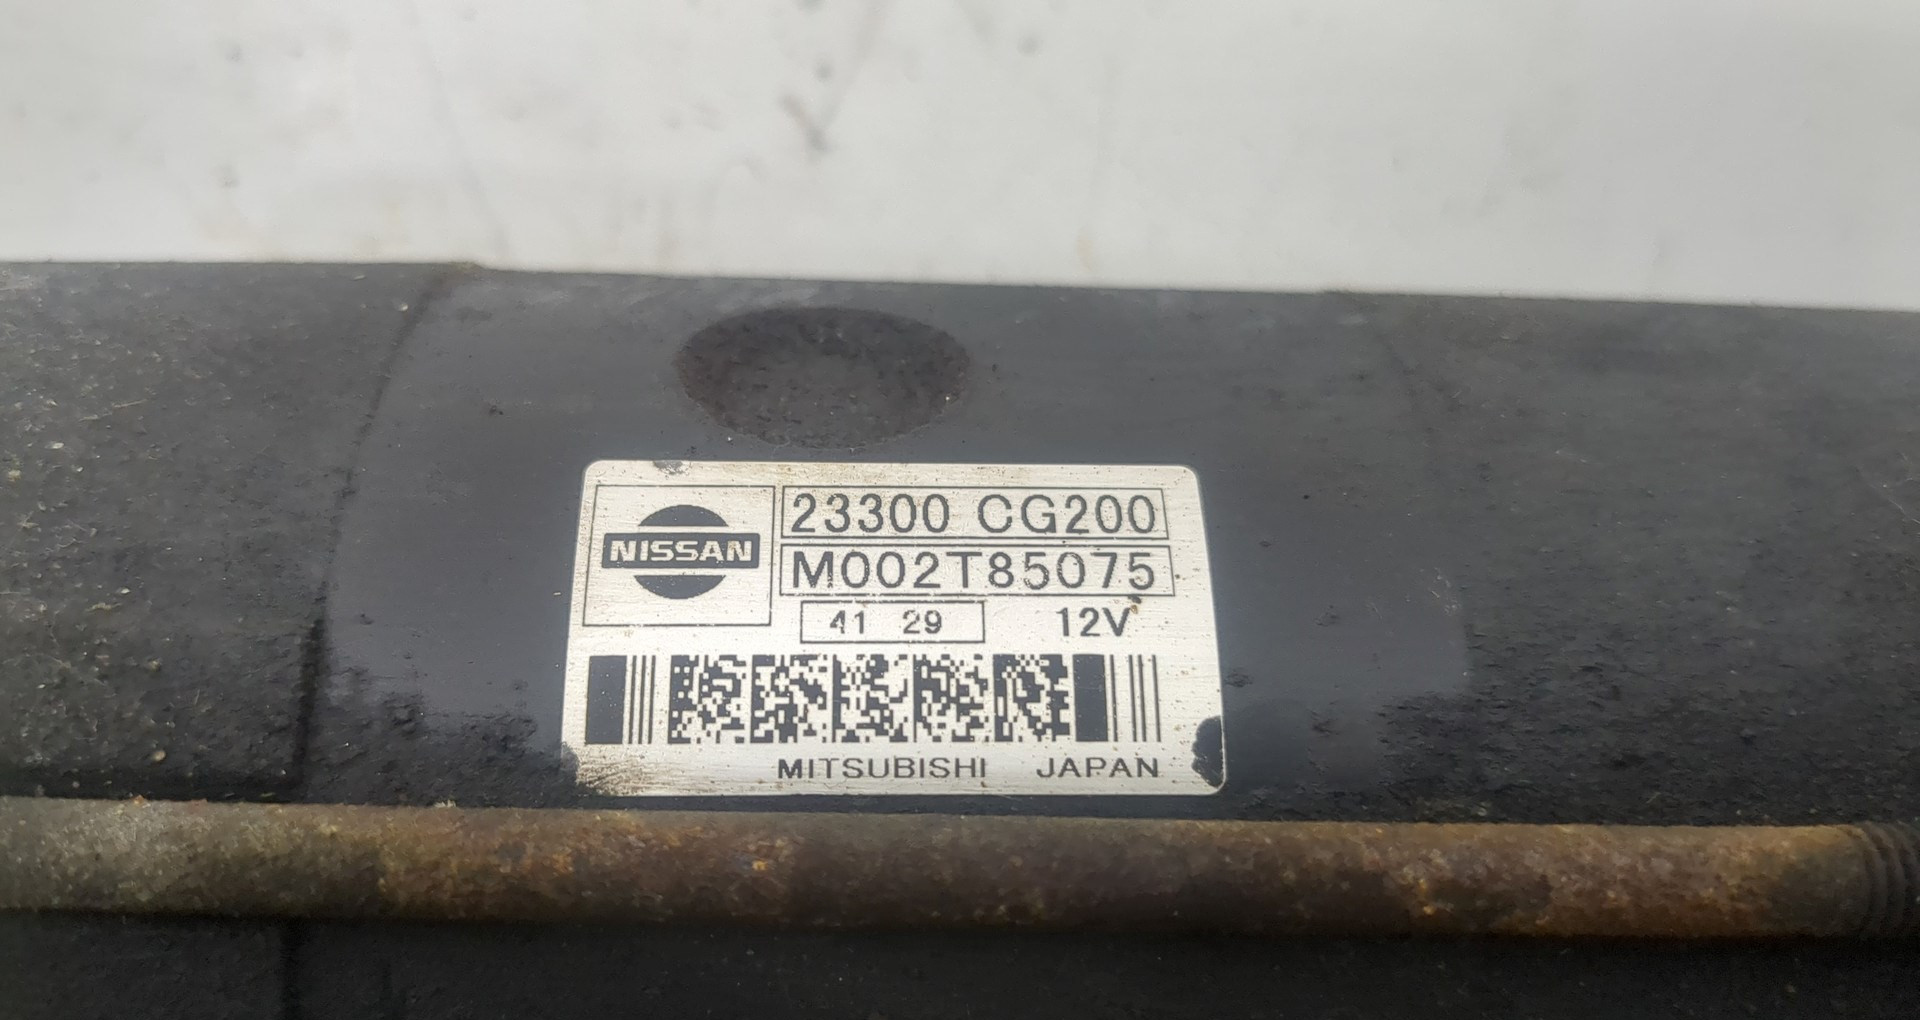 NISSAN
23300 CG200
M002T85075
41 29 12V
MITSUBISHI JAPAN